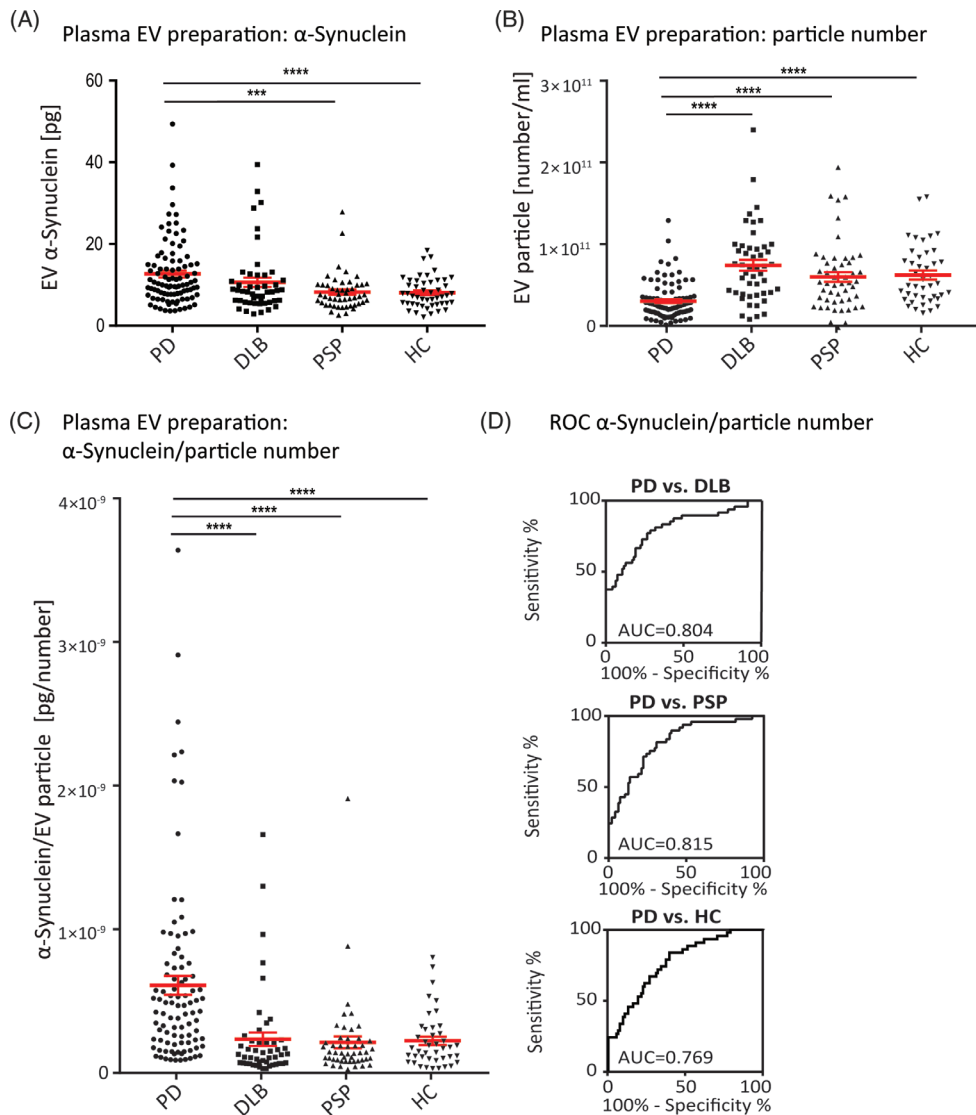 (A)
Plasma EV preparation: α-Synuclein
EV α-Synuclein [pg]
60
40
20
0
****
***
PD
DLB
PSP
HC
(B)
Plasma EV preparation: particle number
EV particle [number/ml]
3×10¹¹
2×10¹¹
1×10¹¹
0
****
****
****
PD
DLB
PSP
HC
(C)
Plasma EV preparation:
α-Synuclein/particle number
α-Synuclein/EV particle [pg/number]
4×10⁻⁹
3×10⁻⁹
2×10⁻⁹
1×10⁻⁹
0
****
****
****
PD
DLB
PSP
HC
(D)
ROC α-Synuclein/particle number
PD vs. DLB
Sensitivity %
100
50
0
AUC=0.804
0 50 100
100% - Specificity %
PD vs. PSP
Sensitivity %
100
50
0
AUC=0.815
0 50 100
100% - Specificity %
PD vs. HC
Sensitivity %
100
50
0
AUC=0.769
0 50 100
100% - Specificity %